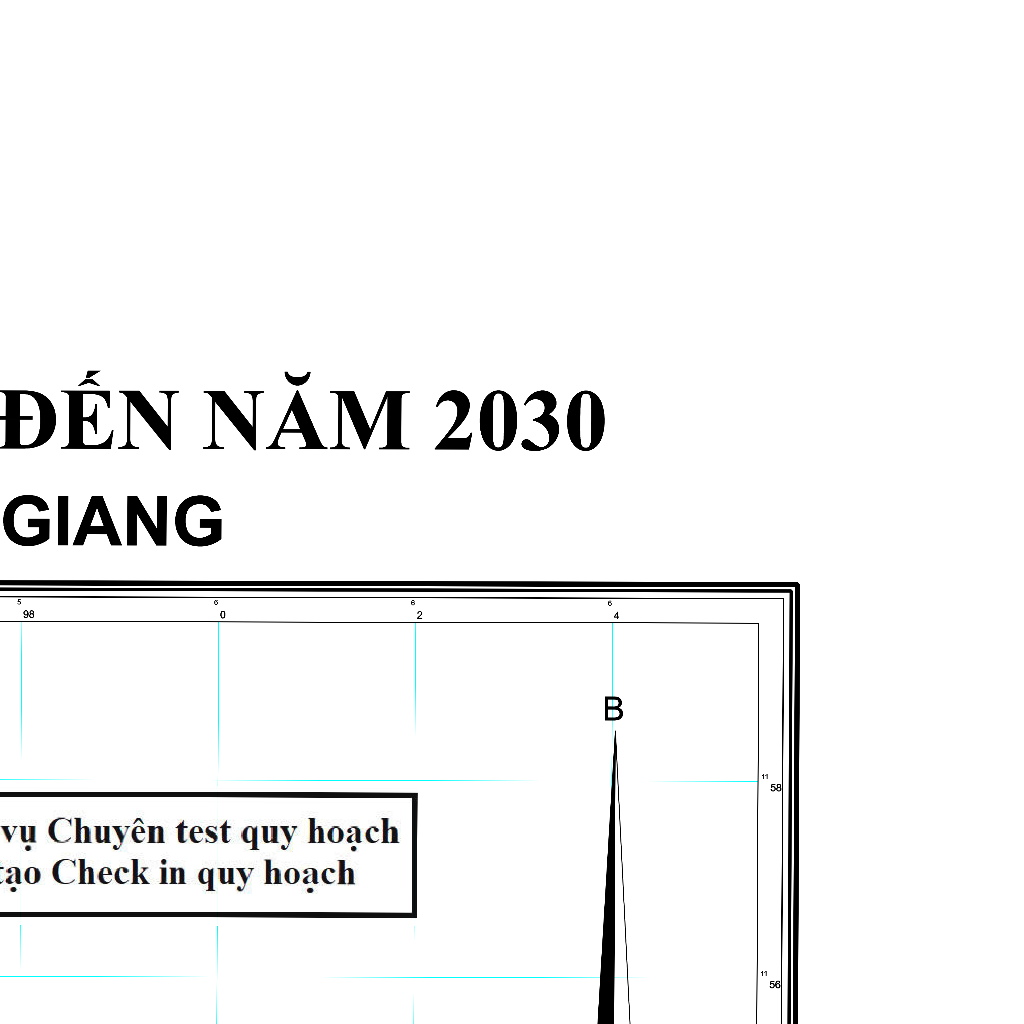 ĐẾN NĂM 2030
GIANG
5 98 6 0 6 2 6 4
B
11 58
vụ Chuyên test quy hoạch
tạo Check in quy hoạch
11 56